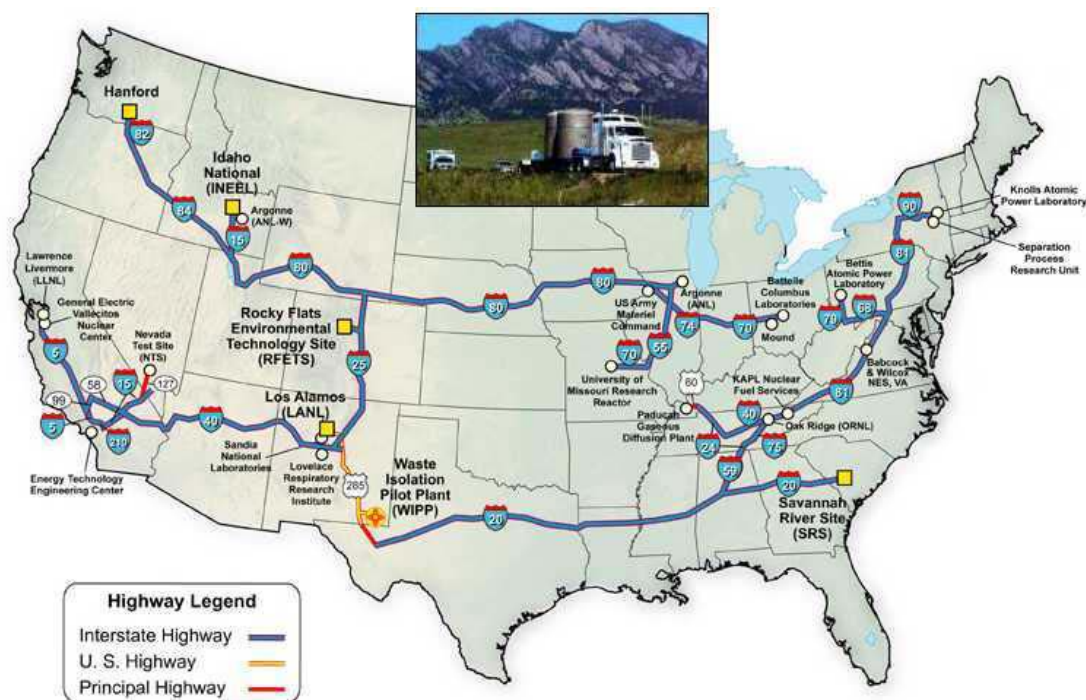 Hanford
82
Idaho
National
(INEEL)
Argonne
(ANL-W)
84
15
80
Lawrence
Livermore
(LLNL)
General Electric
Vallecitos
Nuclear
Center
Nevada
Test Site
(NTS)
5
58
15
127
99
5
210
Energy Technology
Engineering Center
40
Rocky Flats
Environmental
Technology Site
(RFETS)
25
Los Alamos
(LANL)
Sandia
National
Laboratories
Lovelace
Respiratory
Research
Institute
285
Waste
Isolation
Pilot Plant
(WIPP)
20
80
80
US Army
Materiel
Command
Argonne
(ANL)
Battelle
Columbus
Laboratories
74
70
Mound
55
70
University of
Missouri Research
Reactor
60
Paducah
Gaseous
Diffusion Plant
24
40
75
59
KAPL Nuclear
Fuel Services
Oak Ridge (ORNL)
81
Babcock
& Wilcox
NES, VA
Bettis
Atomic Power
Laboratory
79
68
81
90
Knolls Atomic
Power Laboratory
Separation
Process
Research Unit
20
Savannah
River Site
(SRS)
Highway Legend
Interstate Highway
U. S. Highway
Principal Highway